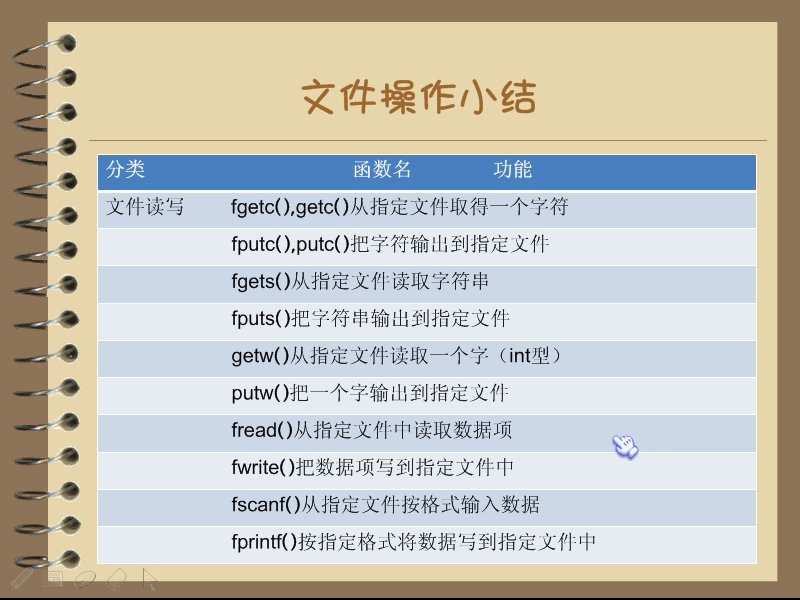 文件操作小结
分类 函数名 功能
文件读写 fgetc(),getc()从指定文件取得一个字符
fputc(),putc()把字符输出到指定文件
fgets()从指定文件读取字符串
fputs()把字符串输出到指定文件
getw()从指定文件读取一个字（int型）
putw()把一个字输出到指定文件
fread()从指定文件中读取数据项
fwrite()把数据项写到指定文件中
fscanf()从指定文件按格式输入数据
fprintf()按指定格式将数据写到指定文件中